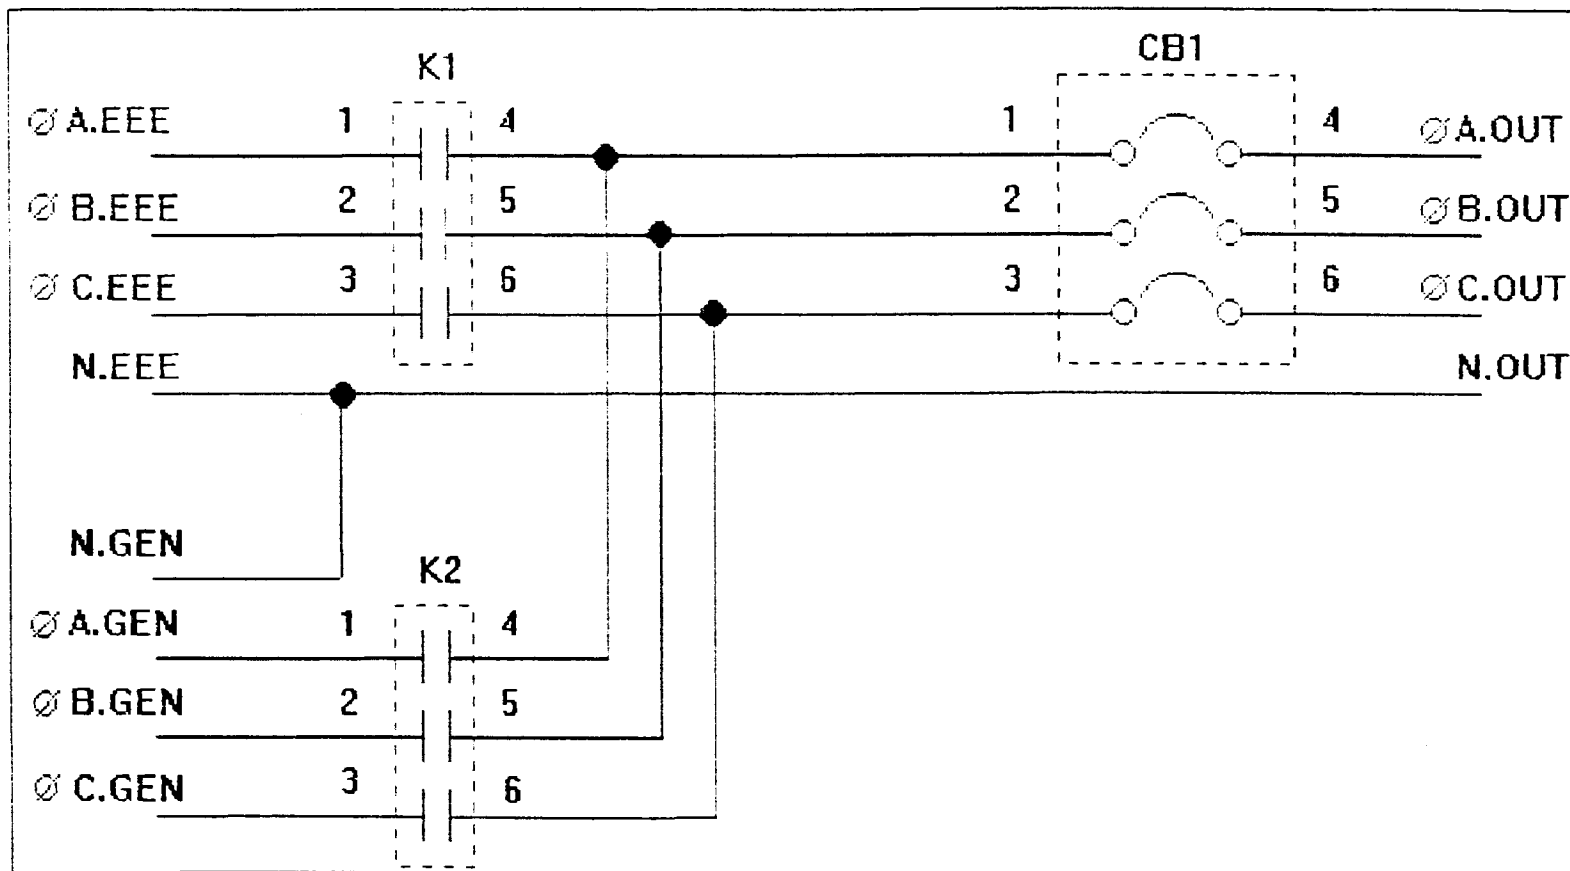 K1
CB1
∅ A.EEE 1 4 1 4 ∅ A.OUT
∅ B.EEE 2 5 2 5 ∅ B.OUT
∅ C.EEE 3 6 3 6 ∅ C.OUT
N.EEE N.OUT
N.GEN
K2
∅ A.GEN 1 4
∅ B.GEN 2 5
∅ C.GEN 3 6